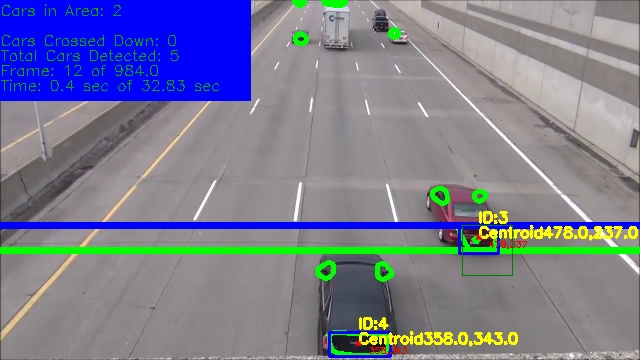 Cars in Area: 2
Cars Crossed Down: 0
Total Cars Detected: 5
Frame: 12 of 984.0
Time: 0.4 sec of 32.83 sec
ID:3
Centroid478.0,237.0
ID:4
Centroid358.0,343.0